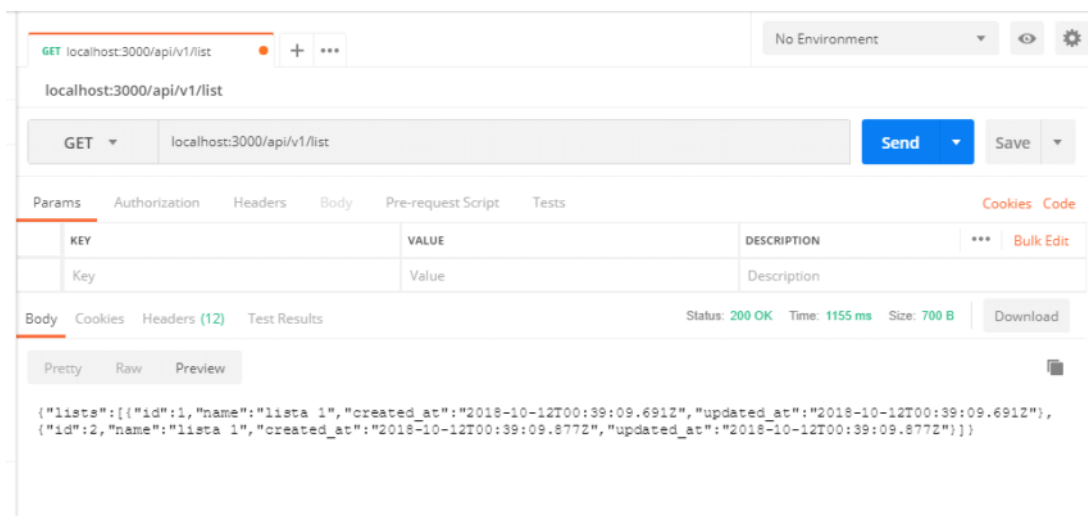 GET localhost:3000/api/v1/list + ••• No Environment
localhost:3000/api/v1/list
GET localhost:3000/api/v1/list Send Save
Params Authorization Headers Body Pre-request Script Tests Cookies Code
KEY VALUE DESCRIPTION ••• Bulk Edit
Key Value Description
Body Cookies Headers (12) Test Results Status: 200 OK Time: 1155 ms Size: 700 B Download
Pretty Raw Preview
{"lists":[{"id":1,"name":"lista 1","created_at":"2018-10-12T00:39:09.691Z","updated_at":"2018-10-12T00:39:09.691Z"},
{"id":2,"name":"lista 1","created_at":"2018-10-12T00:39:09.877Z","updated_at":"2018-10-12T00:39:09.877Z"}]}